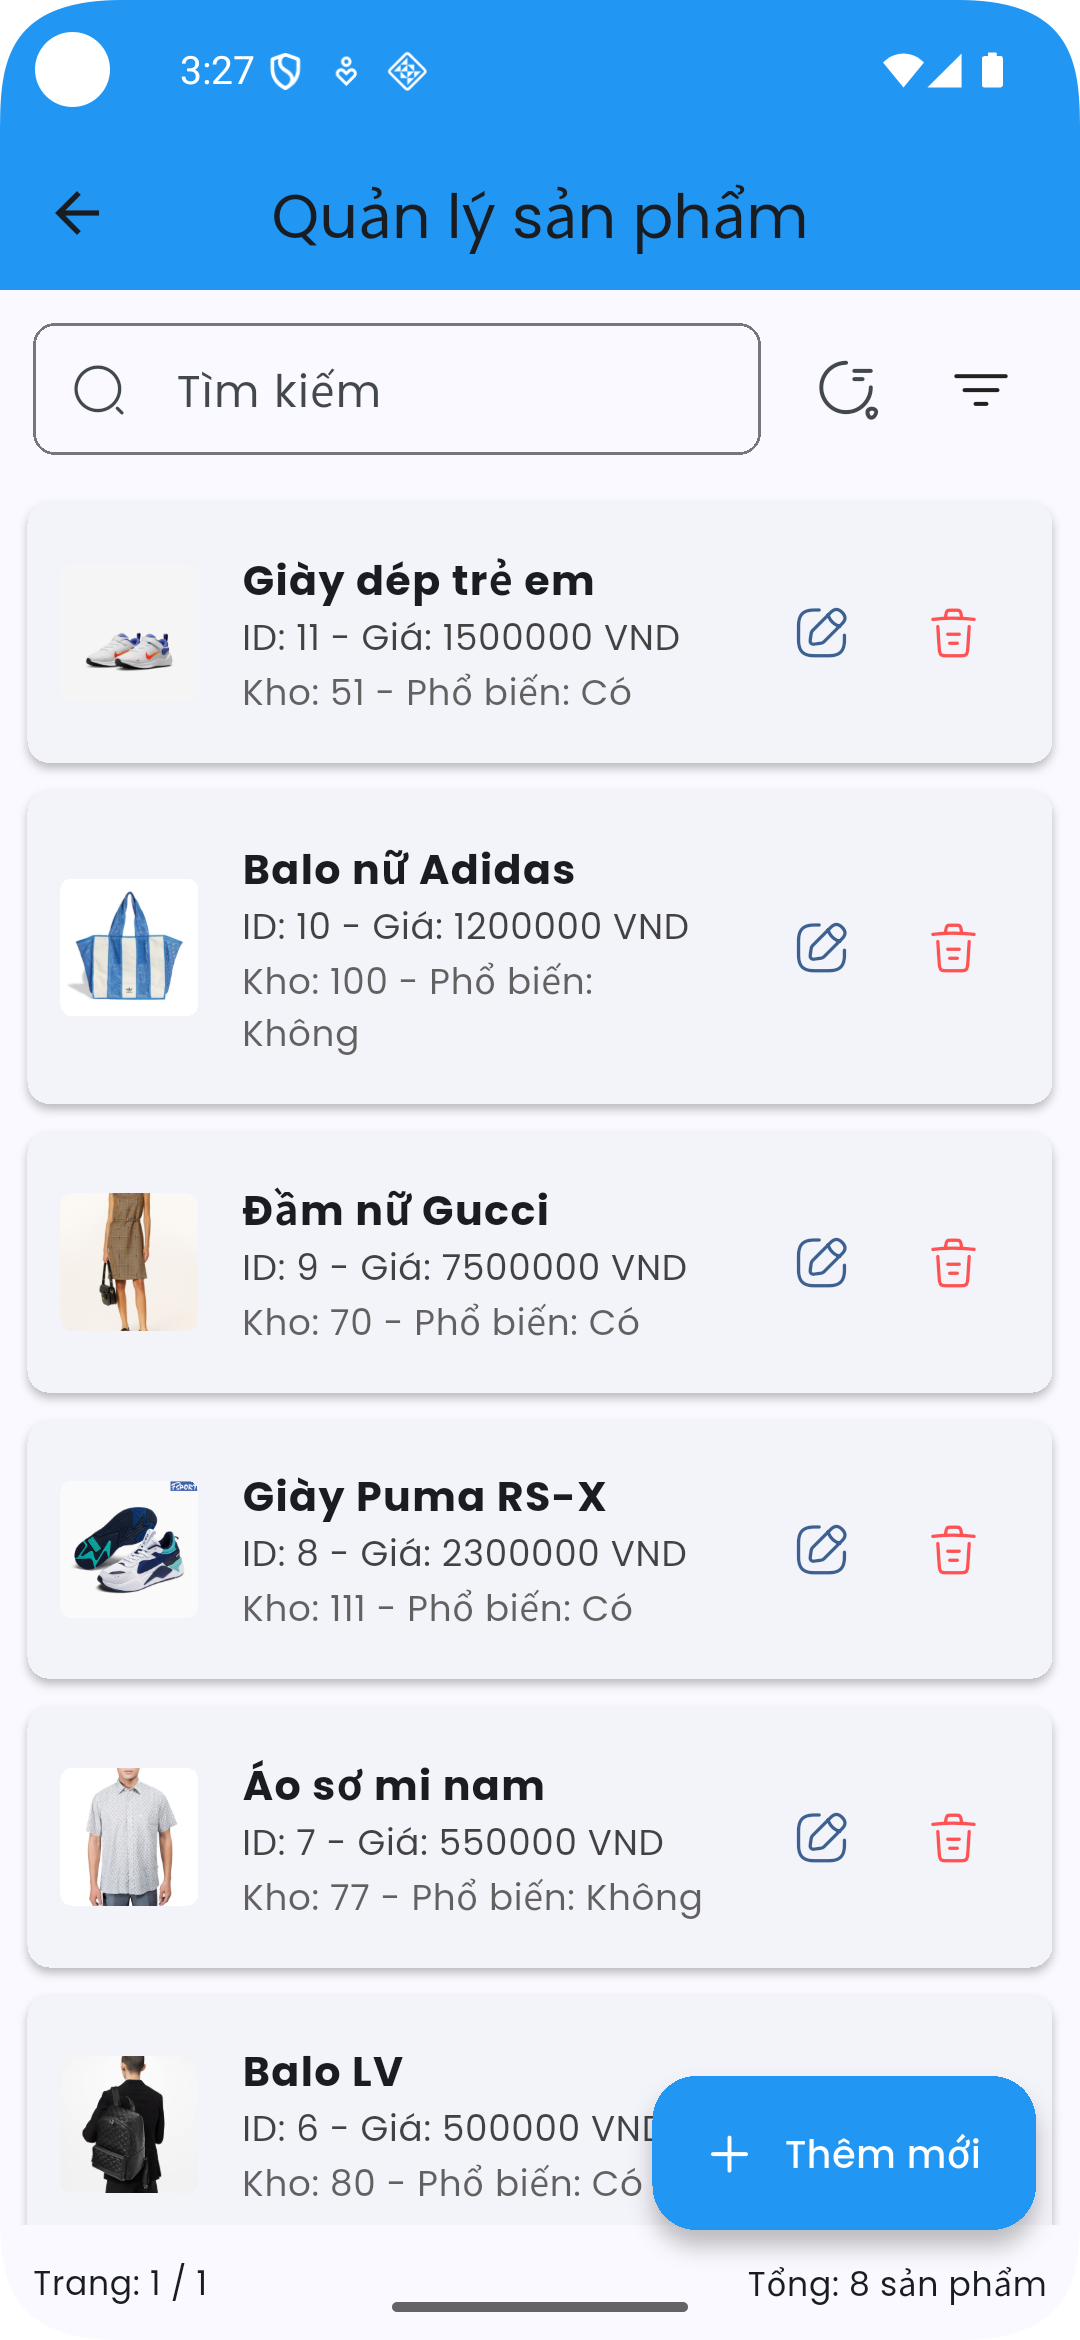 3:27
Quản lý sản phẩm
Tìm kiếm
Giày dép trẻ em
ID: 11 - Giá: 1500000 VND
Kho: 51 - Phổ biến: Có
Balo nữ Adidas
ID: 10 - Giá: 1200000 VND
Kho: 100 - Phổ biến:
Không
Đầm nữ Gucci
ID: 9 - Giá: 7500000 VND
Kho: 70 - Phổ biến: Có
Giày Puma RS-X
ID: 8 - Giá: 2300000 VND
Kho: 111 - Phổ biến: Có
Áo sơ mi nam
ID: 7 - Giá: 550000 VND
Kho: 77 - Phổ biến: Không
Balo LV
ID: 6 - Giá: 500000 VND
Kho: 80 - Phổ biến: Có
Thêm mới
Trang: 1 / 1
Tổng: 8 sản phẩm